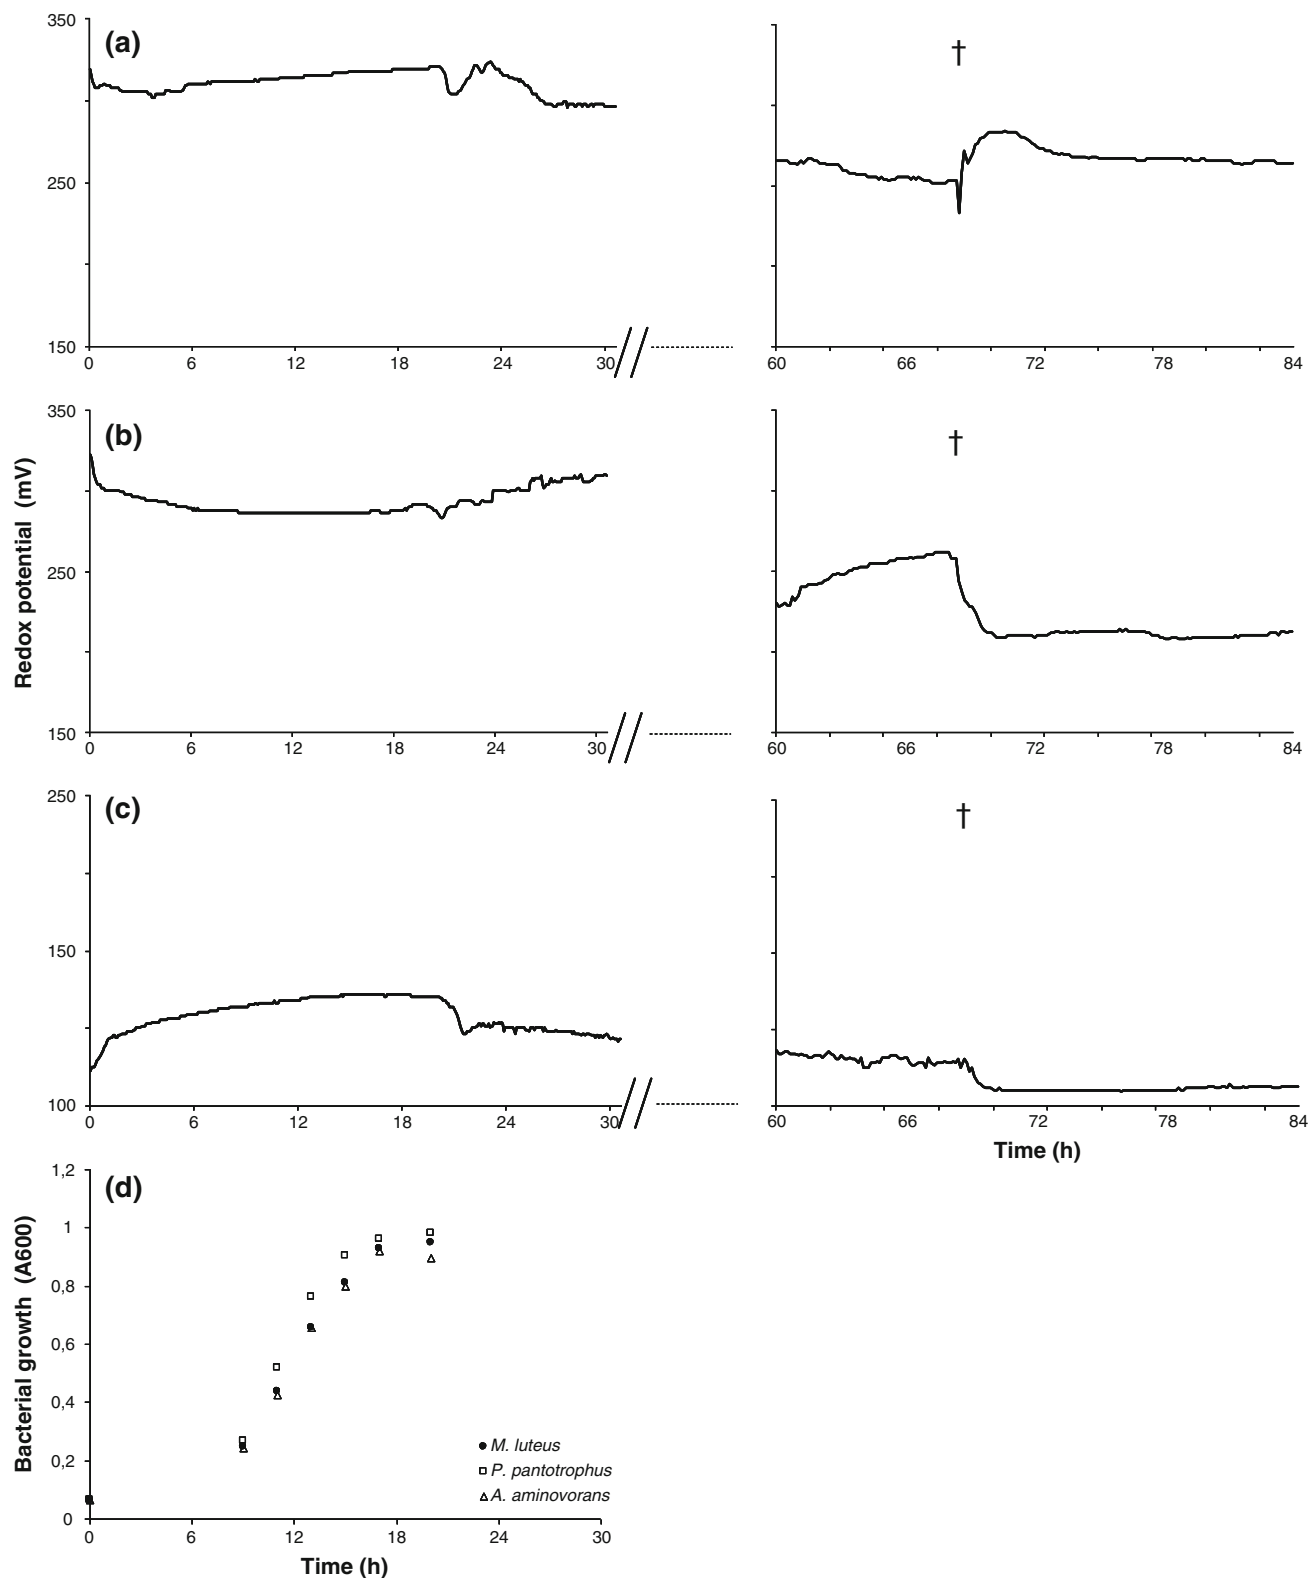 350
(a)
†
250
150
0 6 12 18 24 30
60 66 72 78 84
350
(b)
†
Redox potential (mV)
250
150
0 6 12 18 24 30
60 66 72 78 84
250
(c)
†
150
100
0 6 12 18 24 30
60 66 72 78 84
Time (h)
1,2
(d)
1
0,8
0,6
0,4
0,2
0
Bacterial growth (A600)
M. luteus
P. pantotrophus
A. aminovorans
0 6 12 18 24 30
Time (h)